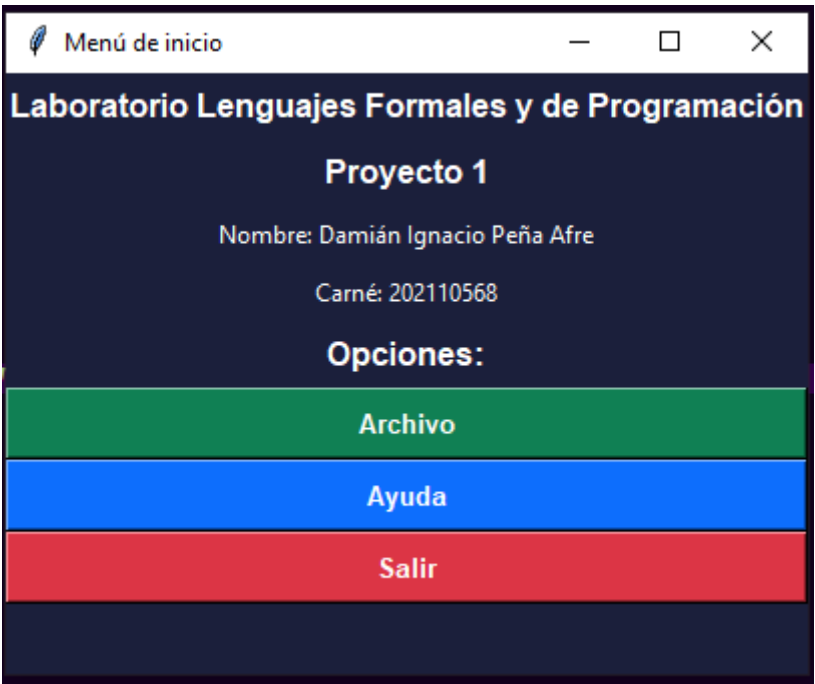 Menú de inicio
Laboratorio Lenguajes Formales y de Programación
Proyecto 1
Nombre: Damián Ignacio Peña Afre
Carné: 202110568
Opciones:
Archivo
Ayuda
Salir